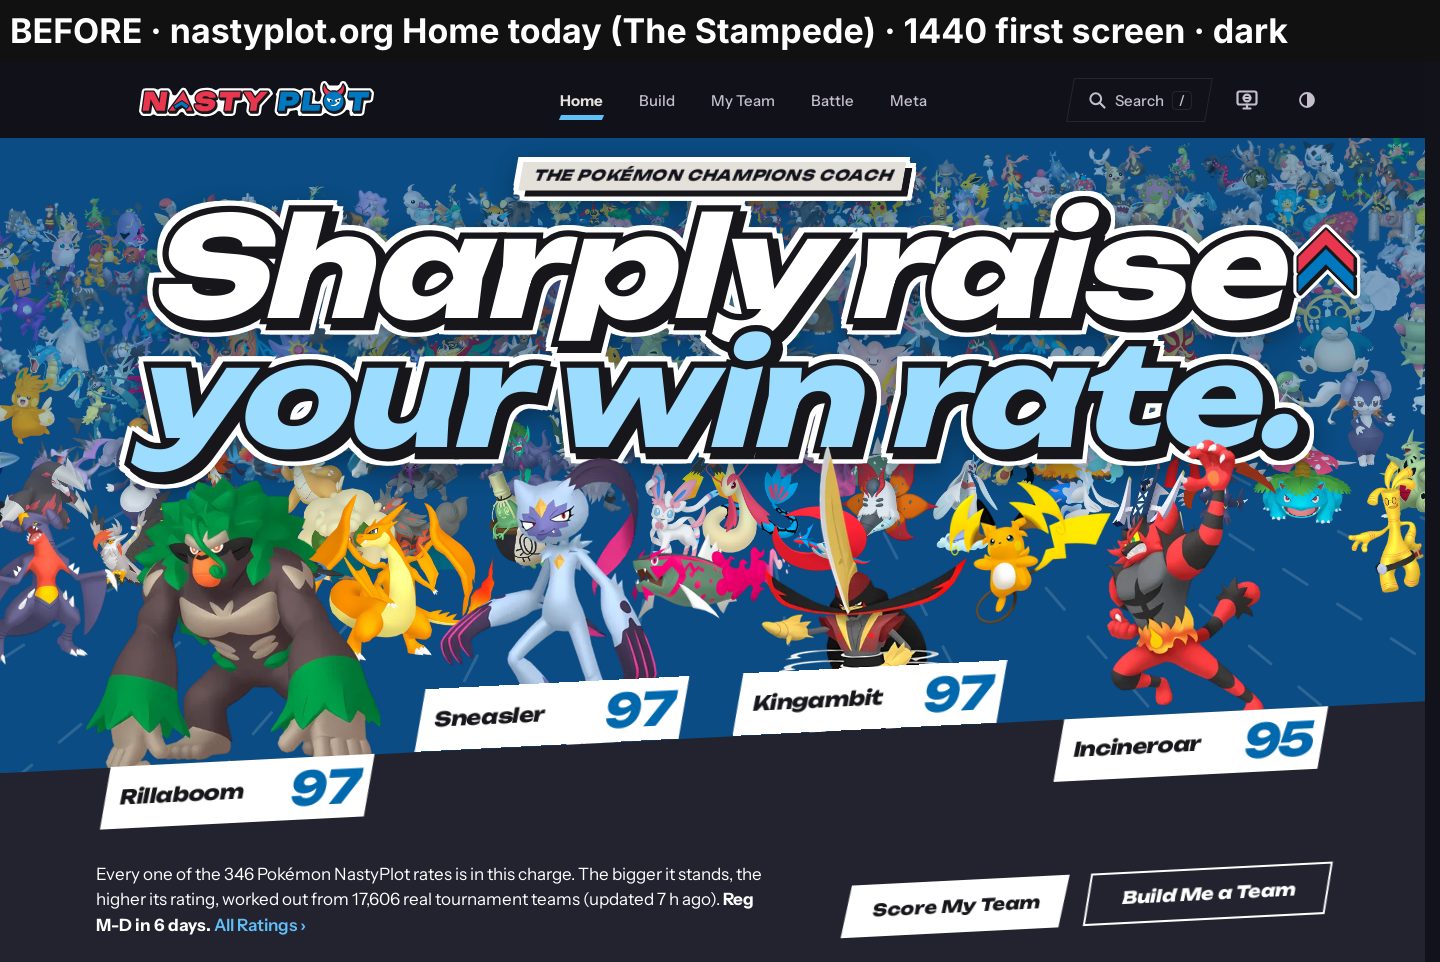 BEFORE · nastyplot.org Home today (The Stampede) · 1440 first screen · dark
NASTY PLOT
Home Build My Team Battle Meta
Search /
THE POKÉMON CHAMPIONS COACH
Sharply raise
your win rate.
Sneasler 97
Kingambit 97
Incineroar 95
Rillaboom 97
Every one of the 346 Pokémon NastyPlot rates is in this charge. The bigger it stands, the
higher its rating, worked out from 17,606 real tournament teams (updated 7 h ago). Reg
M-D in 6 days. All Ratings ›
Score My Team
Build Me a Team